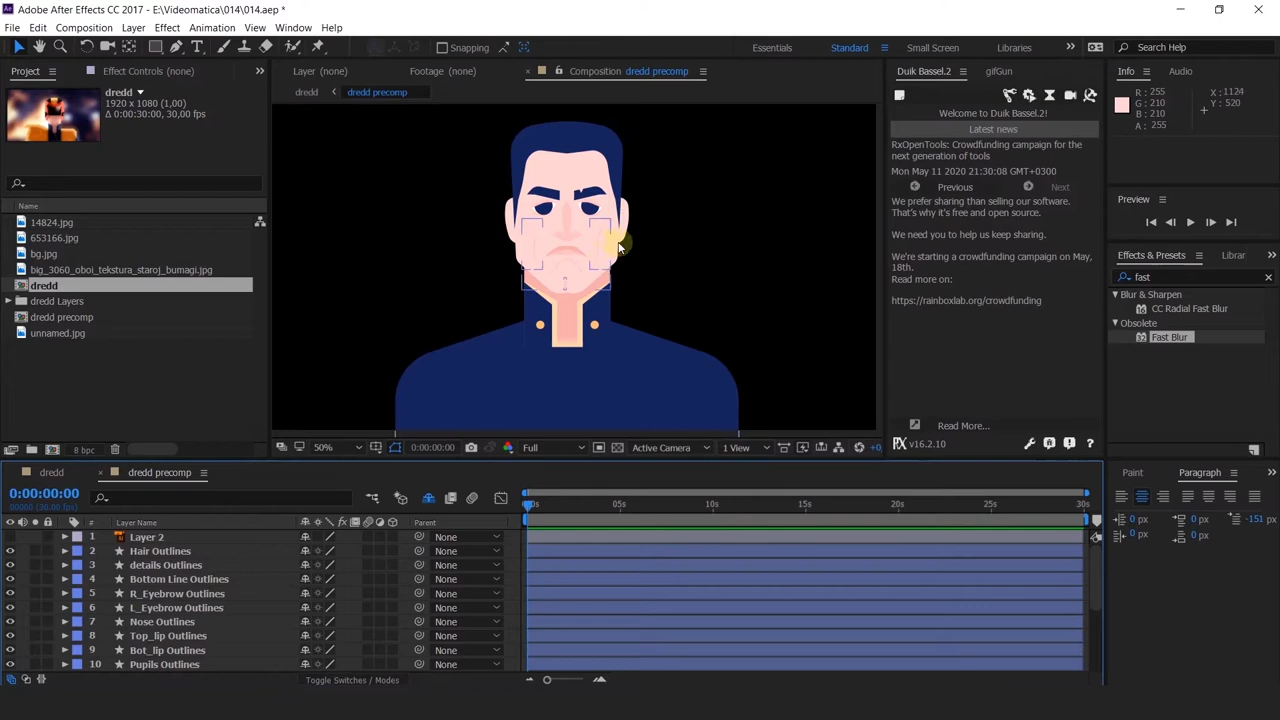 Adobe After Effects CC 2017 - E:\Videomatica\014\014.aep *
File Edit Composition Layer Effect Animation View Window Help
Snapping
Essentials Standard Small Screen Libraries
Search Help
Project Effect Controls (none)
Layer (none) Footage (none) Composition dredd precomp
Duik Bassel.2 gifGun
Info Audio
dredd
1920 x 1080 (1,00)
Δ 0:00:30:00, 30,00 fps
dredd dredd precomp
R : 255
G : 210
B : 210
A : 255
X : 1124
Y : 520
Welcome to Duik Bassel.2!
Latest news
RxOpenTools: Crowdfunding campaign for the
next generation of tools
Mon May 11 2020 21:30:08 GMT+0300
Previous Next
We prefer sharing than selling our software.
That's why it's free and open source.
We need you to help us keep sharing.
We're starting a crowdfunding campaign on May,
18th.
Read more on:
https://rainboxlab.org/crowdfunding
Read More...
v16.2.10
Preview
Effects & Presets Librar
fast
Blur & Sharpen
32 CC Radial Fast Blur
Obsolete
32 Fast Blur
Name
14824.jpg
653166.jpg
bg.jpg
big_3060_oboi_tekstura_staroj_bumagi.jpg
dredd
dredd Layers
dredd precomp
unnamed.jpg
8 bpc
50% 0:00:00:00 Full Active Camera 1 View +0,
dredd dredd precomp
0:00:00:00
00000 (30.00 fps)
05s 10s 15s 20s 25s 30s
# Layer Name Parent
1 Layer 2 None
2 Hair Outlines None
3 details Outlines None
4 Bottom Line Outlines None
5 R_Eyebrow Outlines None
6 L_Eyebrow Outlines None
7 Nose Outlines None
8 Top_lip Outlines None
9 Bot_lip Outlines None
10 Pupils Outlines None
Toggle Switches / Modes
Paint Paragraph
0 px 0 px -151 px
0 px 0 px